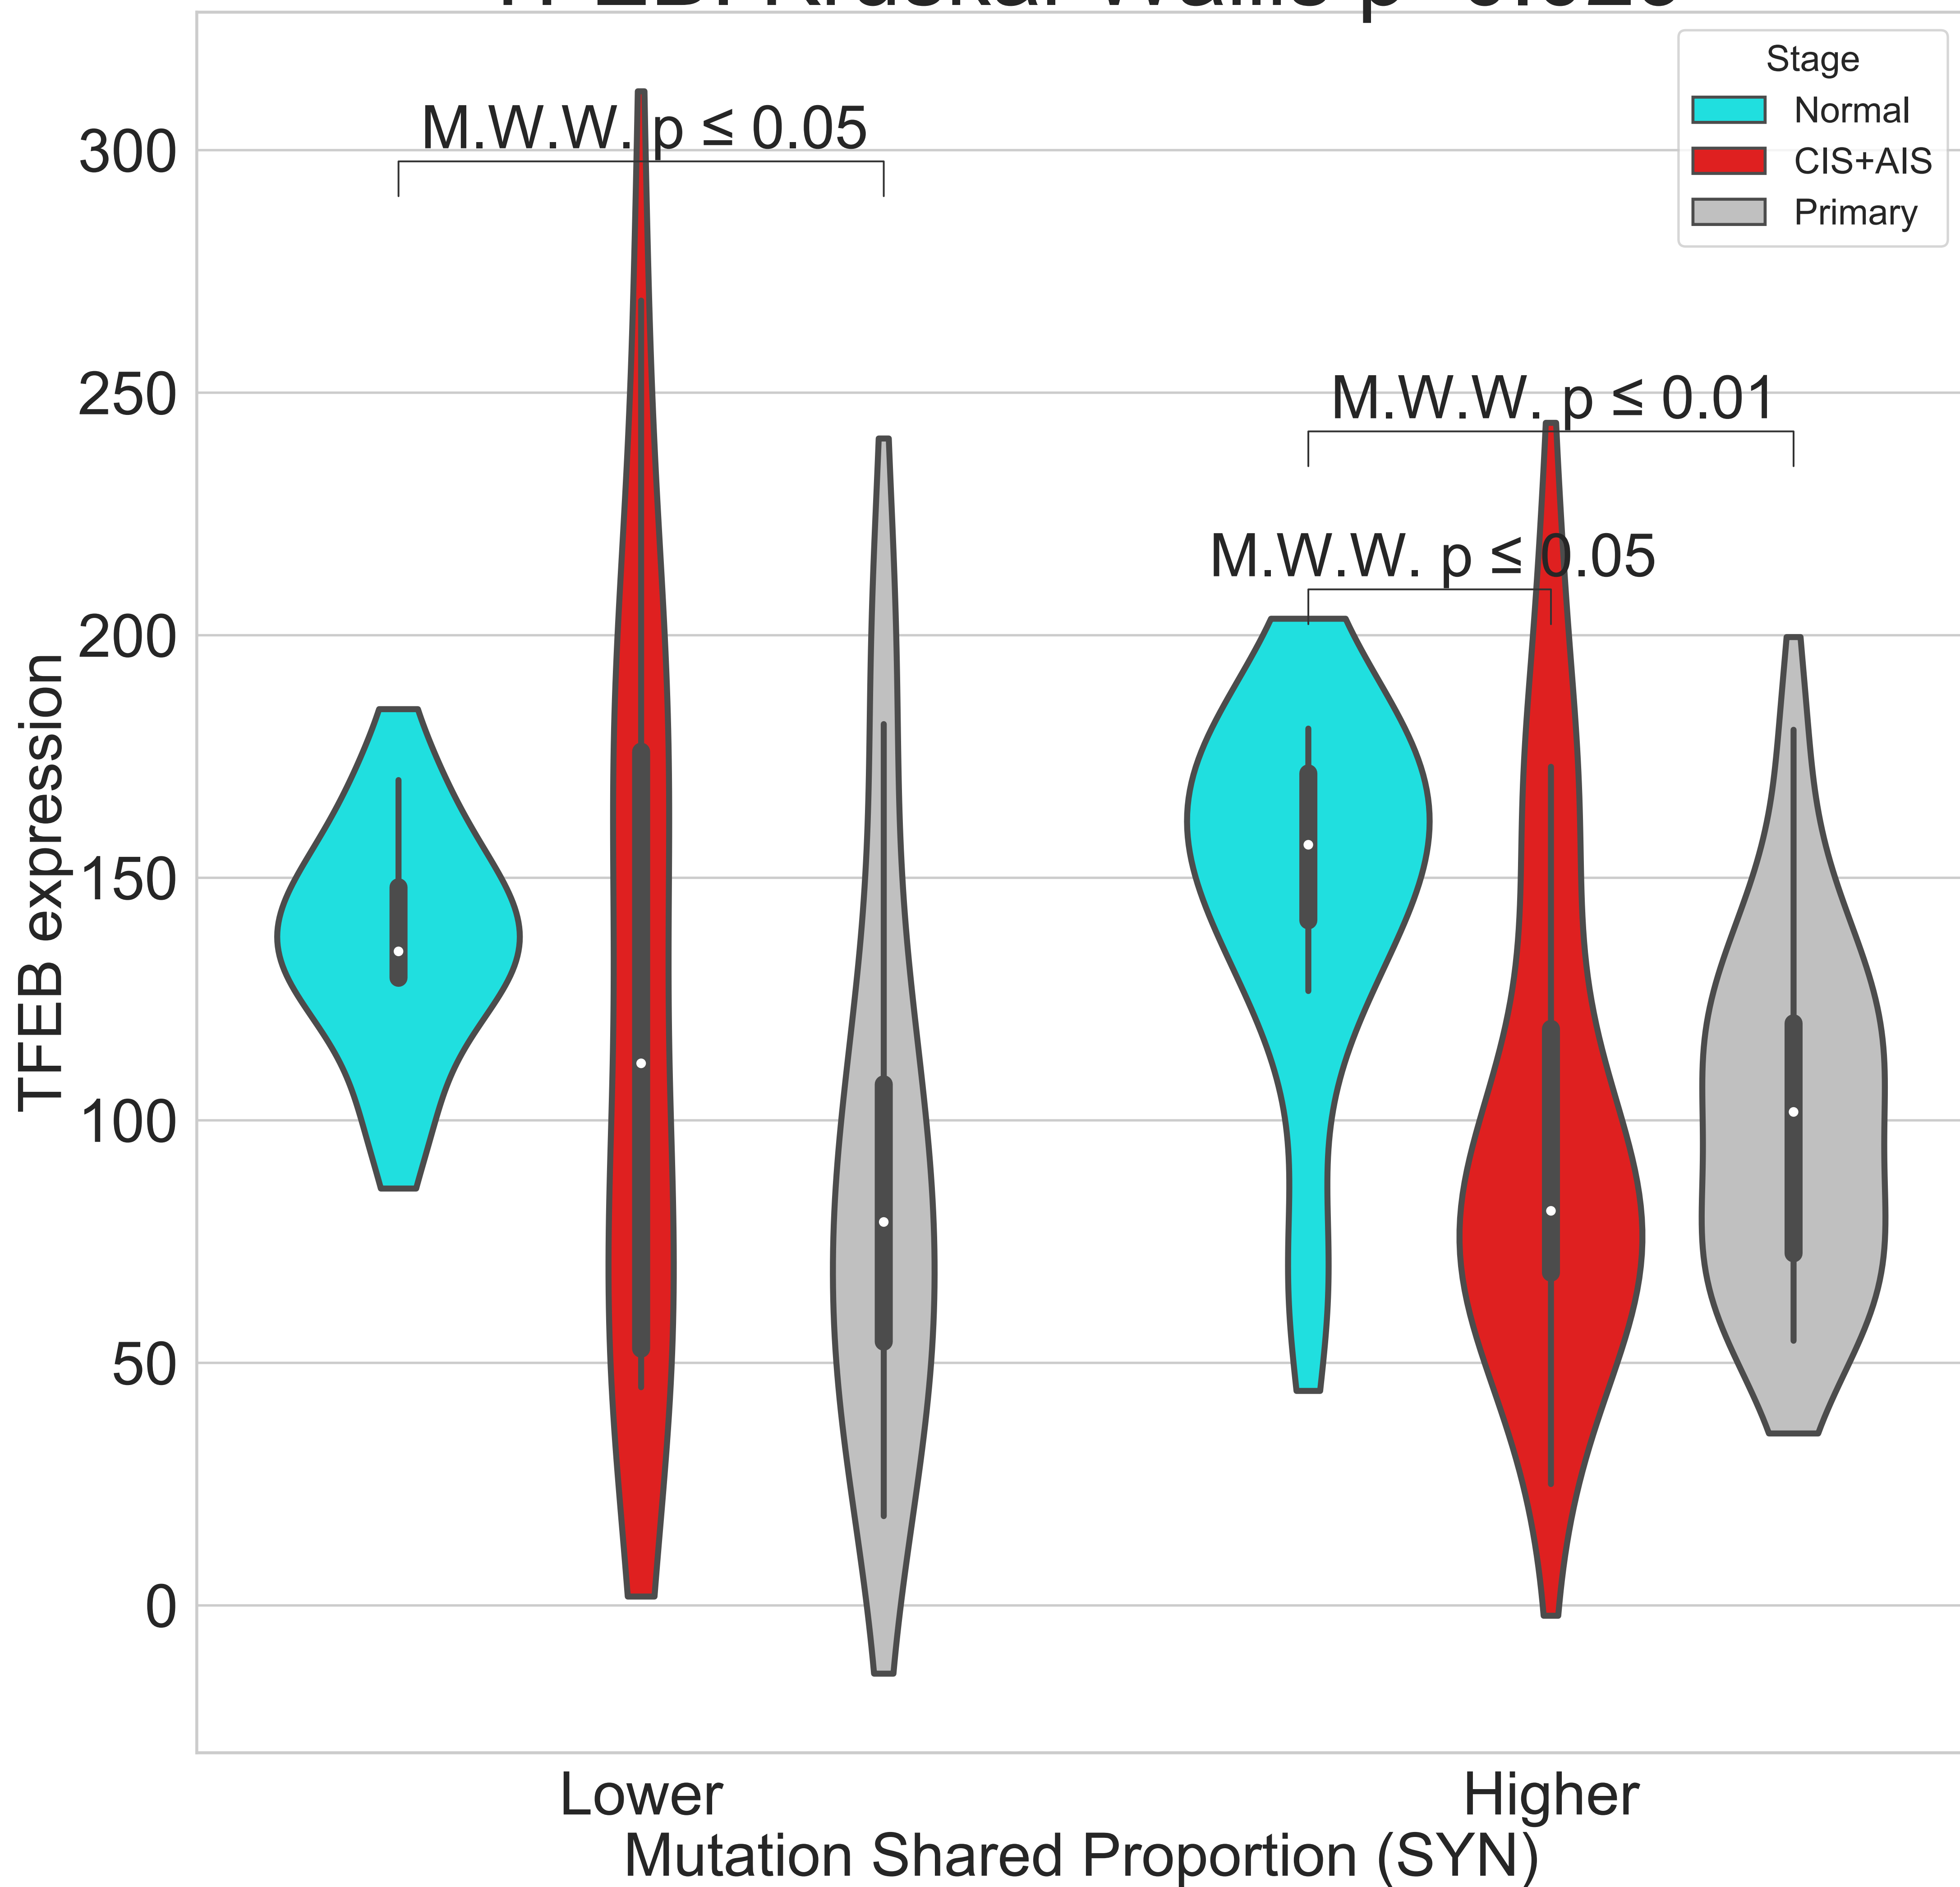 Stage
Normal
CIS+AIS
Primary
M.W.W. p ≤ 0.05
M.W.W. p ≤ 0.01
M.W.W. p ≤ 0.05
300
250
200
150
100
50
0
TFEB expression
Lower
Higher
Mutation Shared Proportion (SYN)